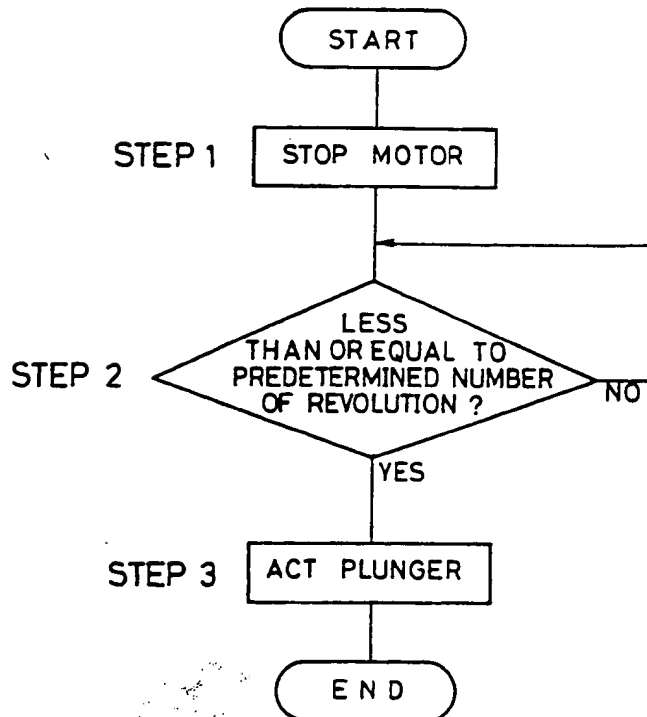 START
STEP 1
STOP MOTOR
STEP 2
LESS
THAN OR EQUAL TO
PREDETERMINED NUMBER
OF REVOLUTION ?
NO
YES
STEP 3
ACT PLUNGER
END